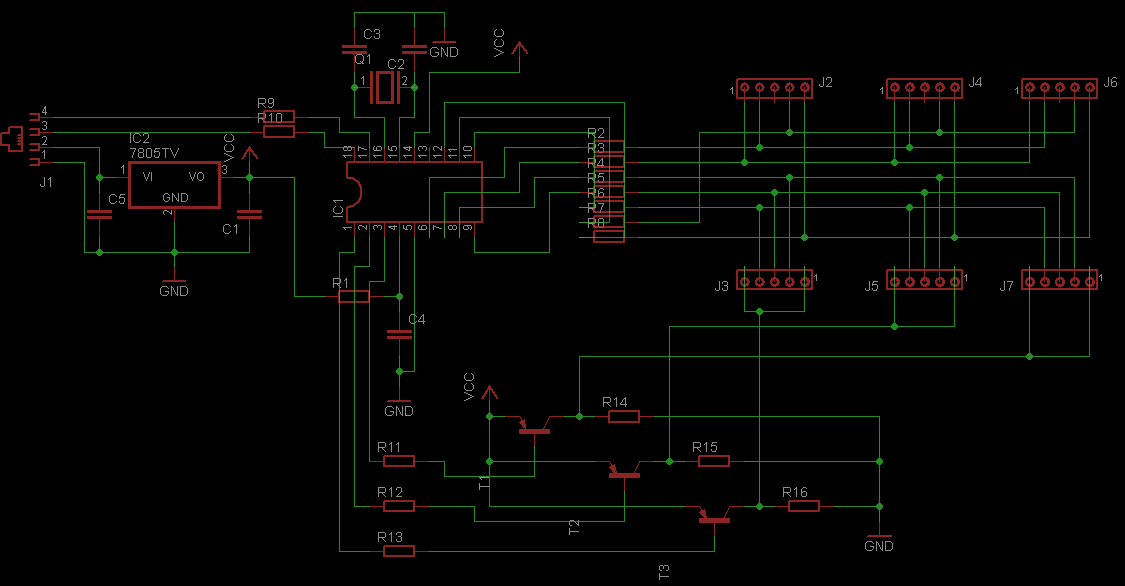 C3
GND
Q1
C2
1
2
VCC
1
J2
1
J4
1
J6
4
3
2
1
J1
R9
R10
IC2
7805TV
VCC
1
VI
VO
3
GND
2
C5
C1
GND
18
17
16
15
14
13
12
11
10
IC1
1
2
3
4
5
6
7
8
9
R2
R3
R4
R5
R6
R7
R8
R1
C4
GND
J3
1
J5
1
J7
1
VCC
R14
R11
T1
R15
R12
T2
R16
R13
T3
GND